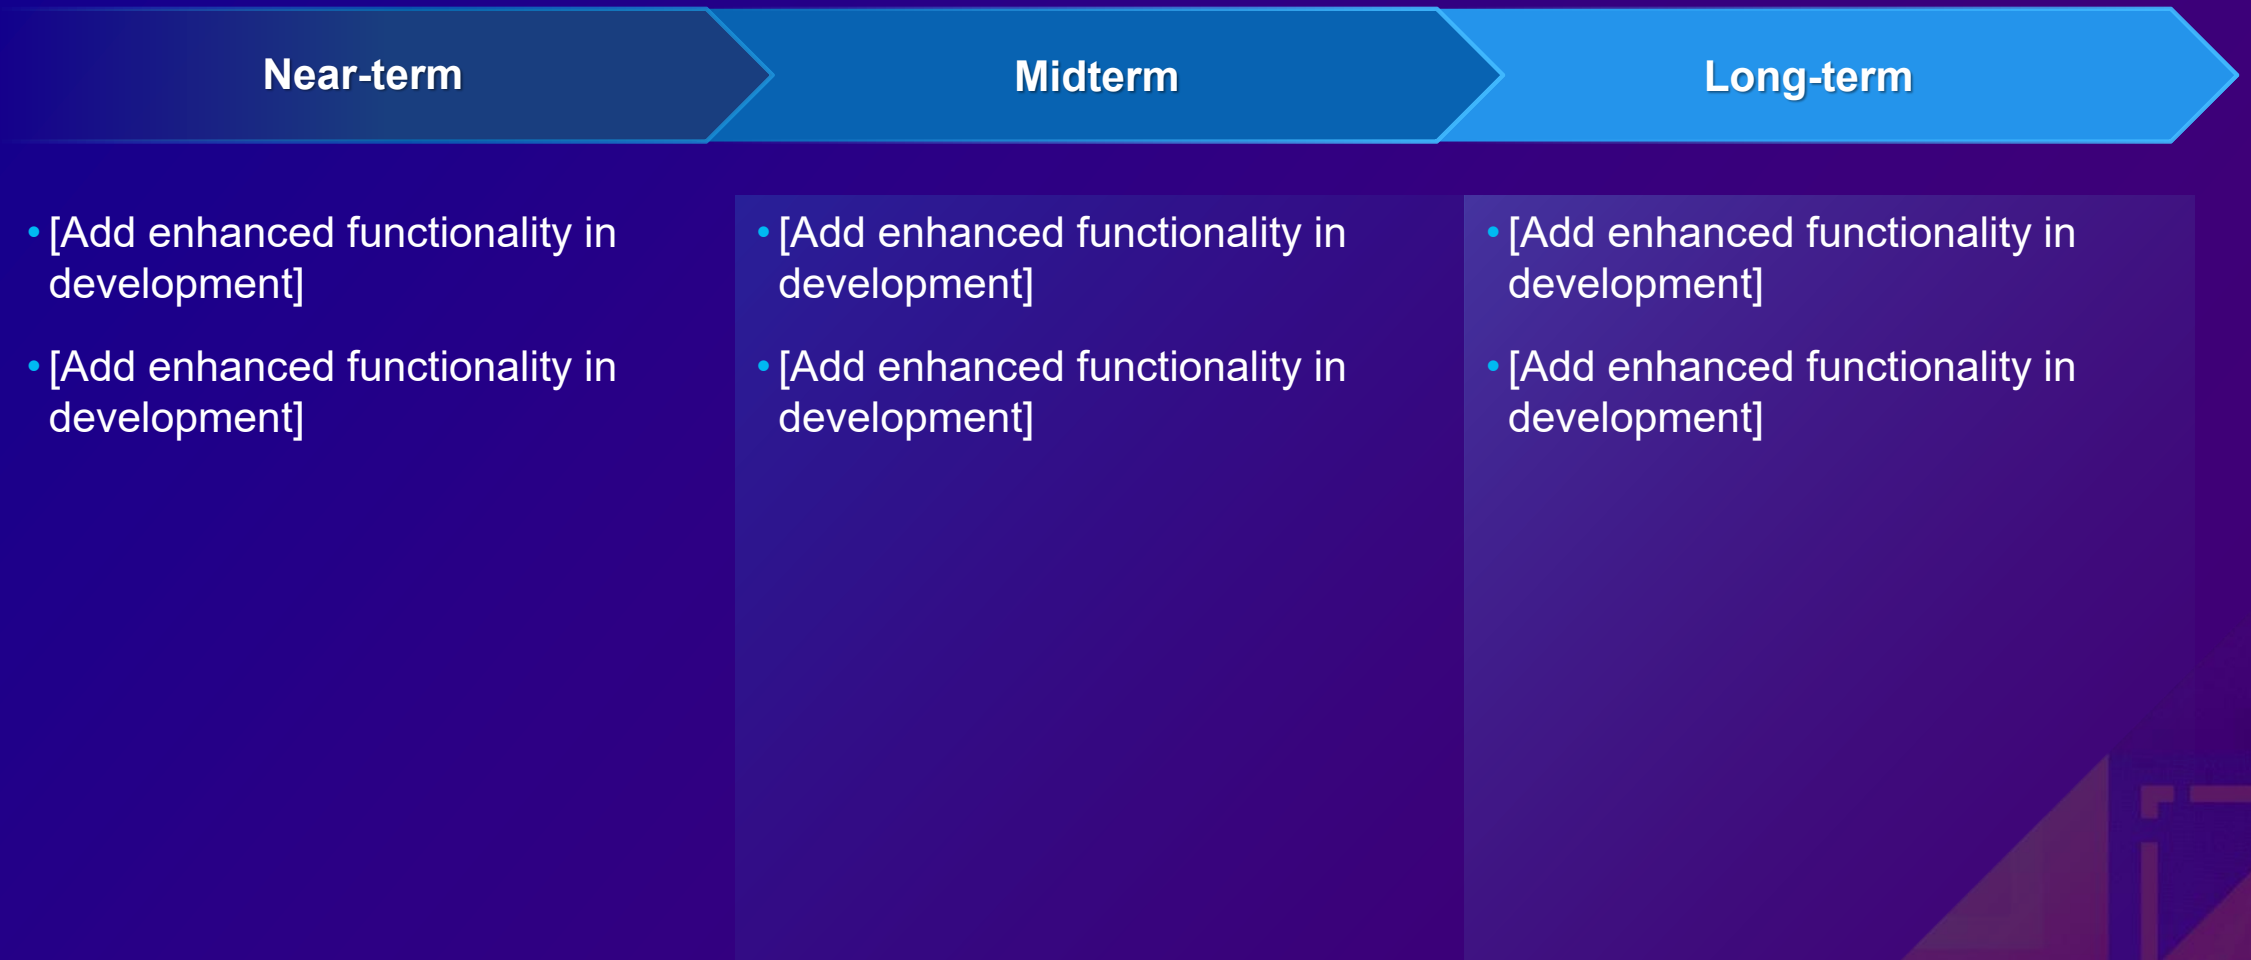 Near-term
Midterm
Long-term
• [Add enhanced functionality in
development]
• [Add enhanced functionality in
development]
• [Add enhanced functionality in
development]
• [Add enhanced functionality in
development]
• [Add enhanced functionality in
development]
• [Add enhanced functionality in
development]